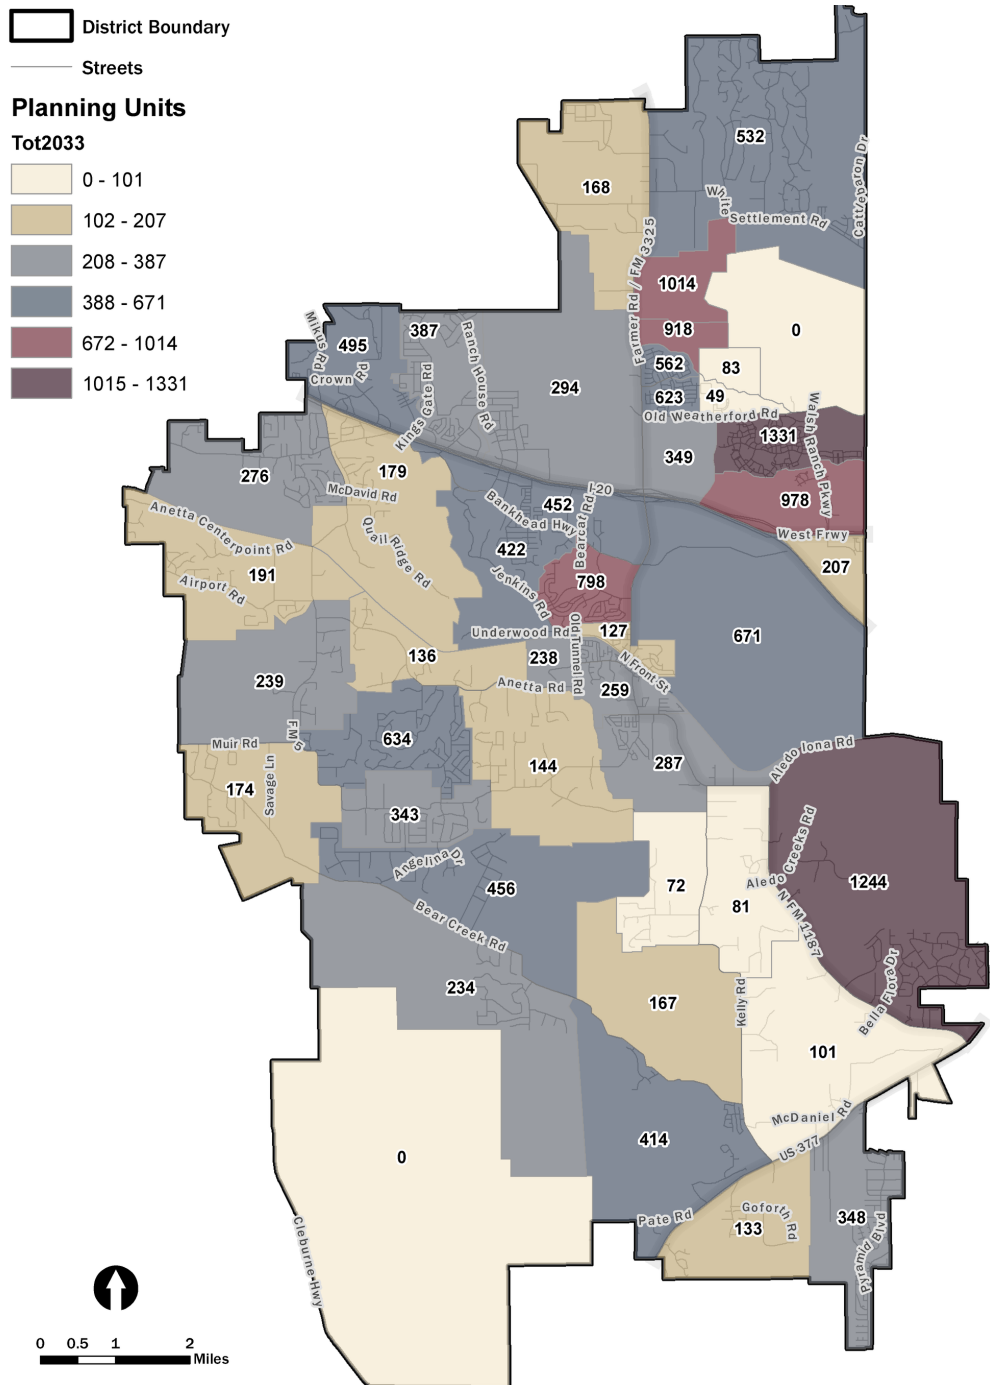 District Boundary
Streets
Planning Units
Tot2033
0 - 101
102 - 207
208 - 387
388 - 671
672 - 1014
1015 - 1331
532
168
Cattlebaron Dr
White
Settlement Rd
Farmer Rd / FM 3325
1014
918
0
Mikus Rd
495
387
Ranch House Rd
562
83
Crown Rd
Kings Gate Rd
294
623
49
Old Weatherford Rd
Walsh Ranch Pkwy
1331
349
276
179
McDavid Rd
I-20
978
452
Bankhead Hwy
Bearcat Rd
West Frwy
Anetta Centerpoint Rd
Quail Ridge Rd
422
207
191
Airport Rd
Jenkins Rd
798
Underwood Rd
127
671
136
238
Old Tunnel Rd
N Front St
239
Anetta Rd
259
FM 5
Muir Rd
634
Aledo Iona Rd
174
Savage Ln
144
287
343
Aledo Creeks Rd
Angelina Dr
456
72
81
1244
N FM 1187
Bear Creek Rd
234
167
Kelly Rd
Bella Flora Dr
101
McDaniel Rd
414
US 377
0
Pate Rd
133
Goforth Rd
348
Pyramid Blvd
Cleburne Hwy
0 0.5 1 2
Miles